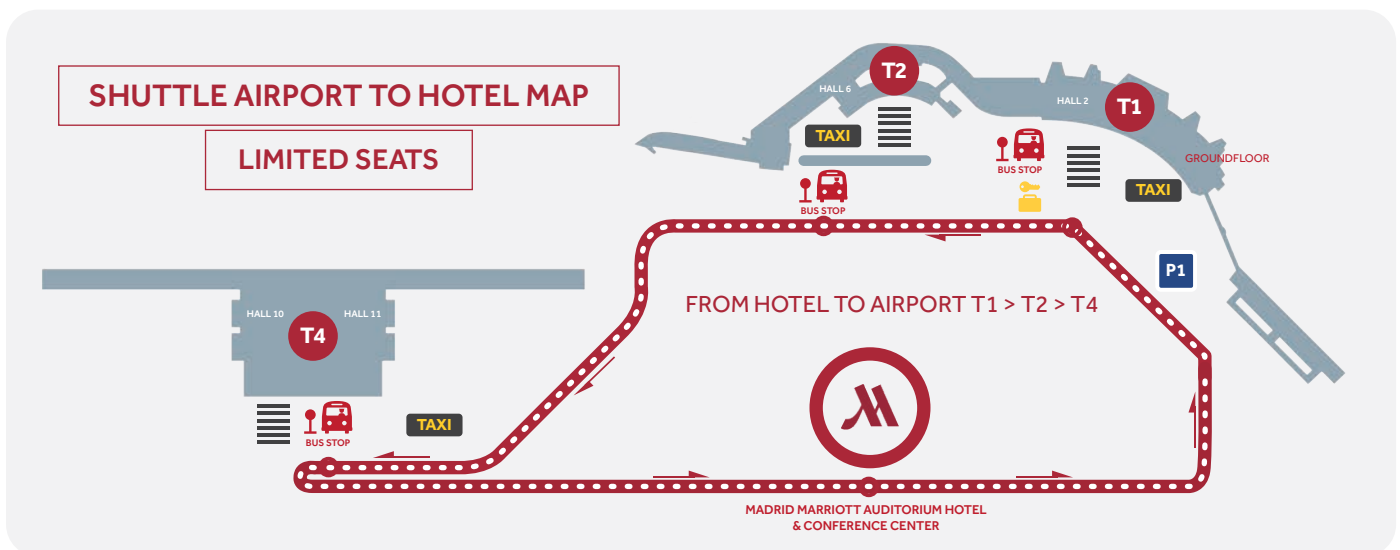 SHUTTLE AIRPORT TO HOTEL MAP
LIMITED SEATS
T2
HALL 6
TAXI
BUS STOP
HALL 2
T1
GROUNDFLOOR
BUS STOP
TAXI
P1
HALL 10
T4
HALL 11
BUS STOP
TAXI
FROM HOTEL TO AIRPORT T1 > T2 > T4
MADRID MARRIOTT AUDITORIUM HOTEL
& CONFERENCE CENTER